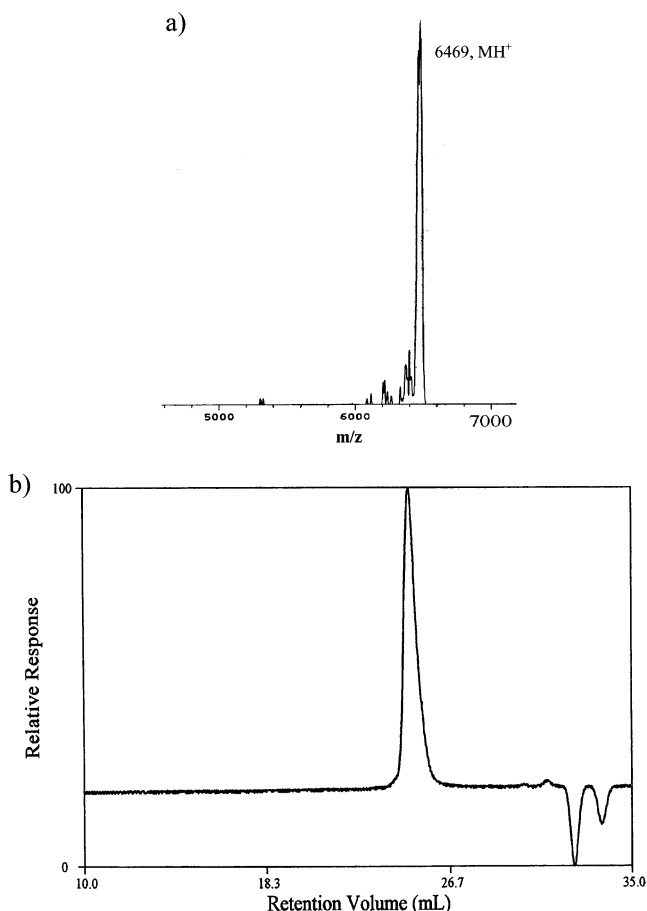 a)
6469, MH⁺
5000 6000 7000
m/z
b)
100
Relative Response
0
10.0 18.3 26.7 35.0
Retention Volume (mL)